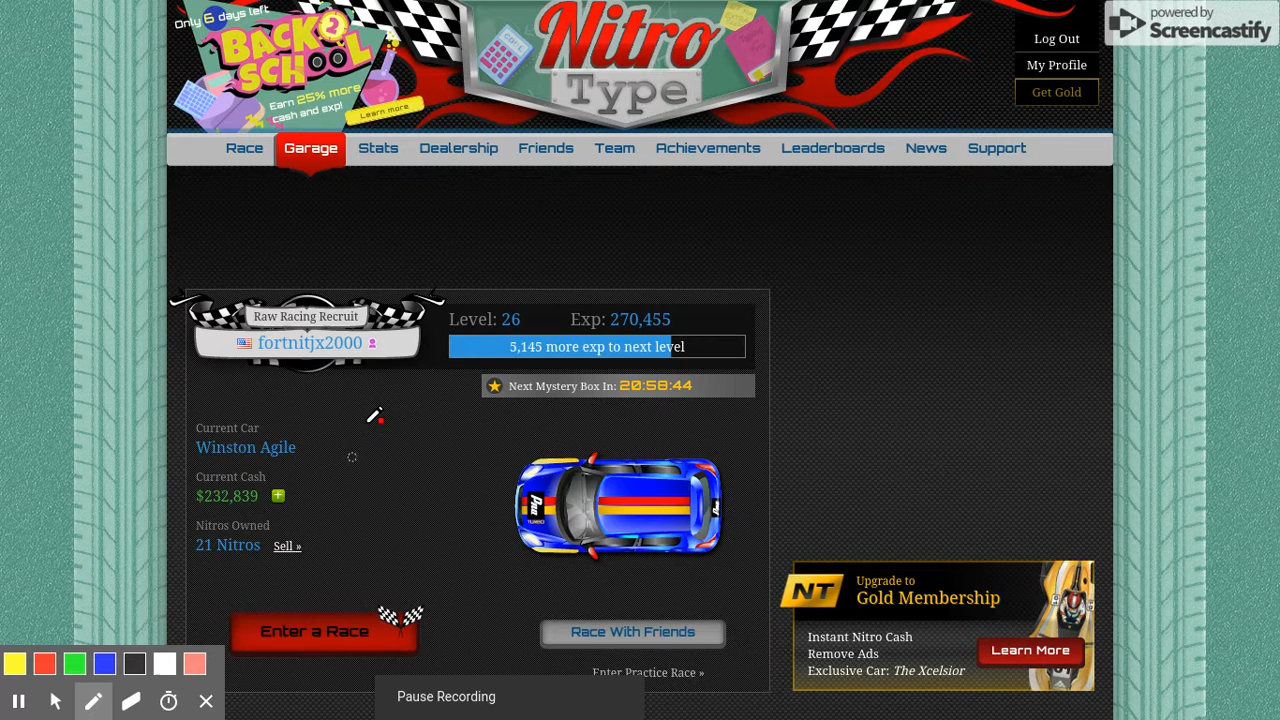 Only 6 days left
BACK 2 SCHOOL
Earn 25% more
cash and exp!
Learn more
Nitro
Type
Log Out
My Profile
Get Gold
powered by
Screencastify
Race Garage Stats Dealership Friends Team Achievements Leaderboards News Support
Raw Racing Recruit
fortnitjx2000
Level: 26 Exp: 270,455
5,145 more exp to next level
Next Mystery Box In: 20:58:44
Current Car
Winston Agile
Current Cash
$232,839 +
Nitros Owned
21 Nitros Sell »
Enter a Race
Race With Friends
Enter Practice Race »
NT
Upgrade to
Gold Membership
Instant Nitro Cash
Remove Ads
Exclusive Car: The Xcelsior
Learn More
Pause Recording